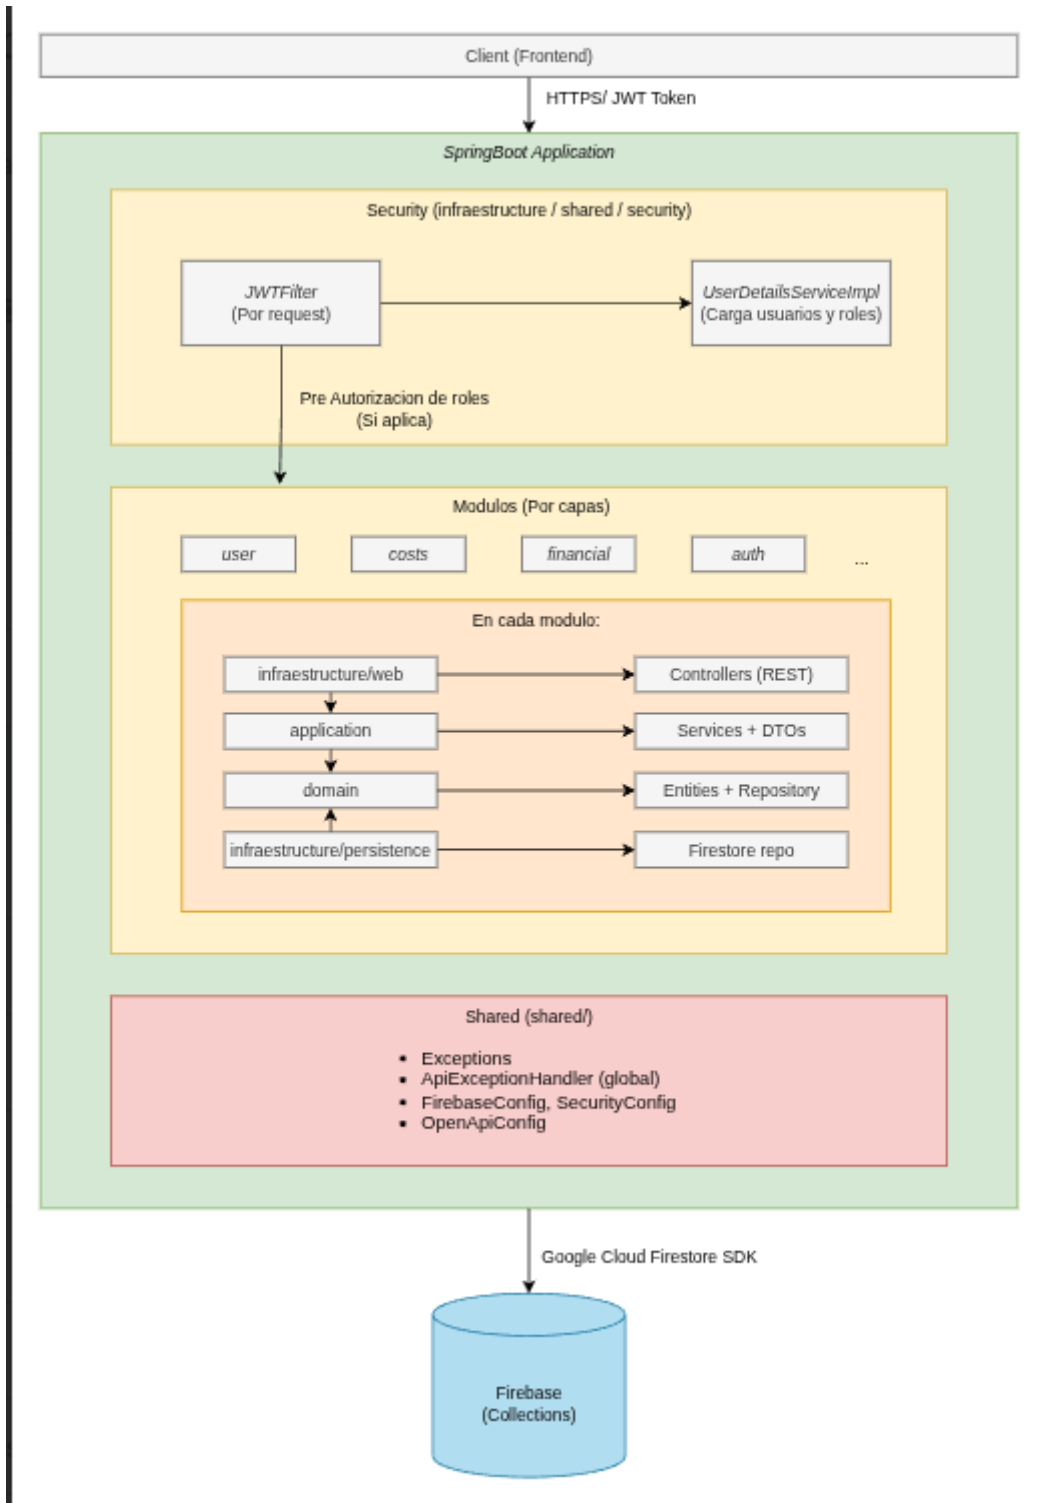 Client (Frontend)
HTTPS/ JWT Token
SpringBoot Application
Security (infraestructure / shared / security)
JWTFilter
(Por request)
UserDetailsServiceImpl
(Carga usuarios y roles)
Pre Autorizacion de roles
(Si aplica)
Modulos (Por capas)
user
costs
financial
auth
...
En cada modulo:
infraestructure/web
Controllers (REST)
application
Services + DTOs
domain
Entities + Repository
infraestructure/persistence
Firestore repo
Shared (shared/)
• Exceptions
• ApiExceptionHandler (global)
• FirebaseConfig, SecurityConfig
• OpenApiConfig
Google Cloud Firestore SDK
Firebase
(Collections)